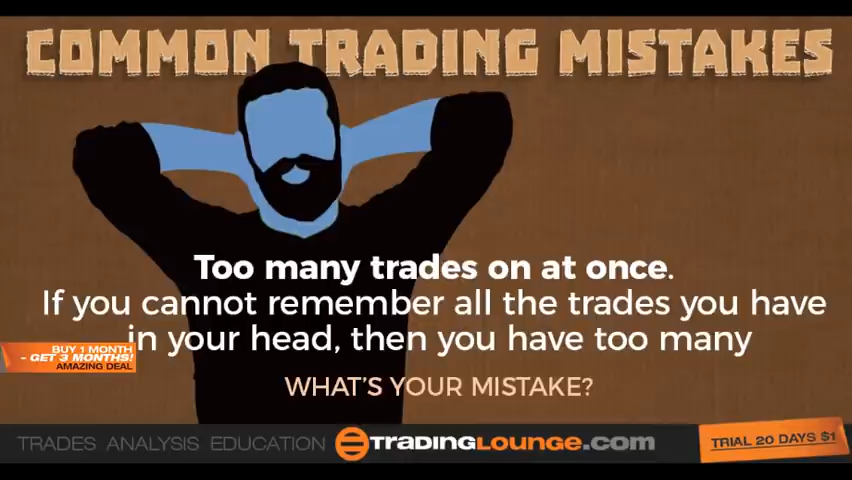 COMMON TRADING MISTAKES
Too many trades on at once.
If you cannot remember all the trades you have
in your head, then you have too many
BUY 1 MONTH
- GET 3 MONTHS!
AMAZING DEAL
WHAT'S YOUR MISTAKE?
TRADES ANALYSIS EDUCATION
TRADINGLOUNGE.COM
TRIAL 20 DAYS $1